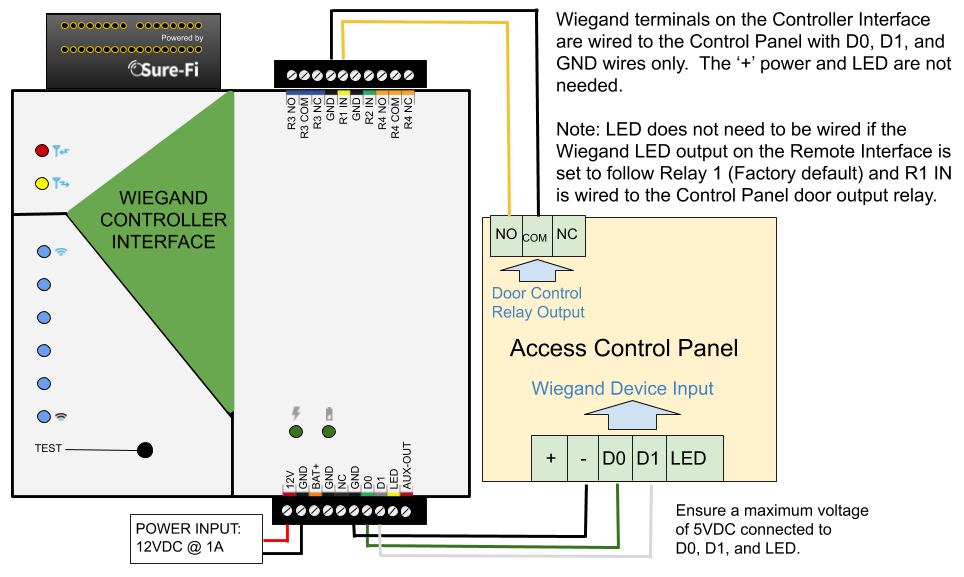 Powered by
Sure-Fi
Wiegand terminals on the Controller Interface
are wired to the Control Panel with D0, D1, and
GND wires only. The ‘+’ power and LED are not
needed.
Note: LED does not need to be wired if the
Wiegand LED output on the Remote Interface is
set to follow Relay 1 (Factory default) and R1 IN
is wired to the Control Panel door output relay.
R3 NO
R3 COM
R3 NC
GND
R1 IN
GND
R2 IN
R4 NO
R4 COM
R4 NC
WIEGAND
CONTROLLER
INTERFACE
NO COM NC
Door Control
Relay Output
Access Control Panel
Wiegand Device Input
+ - D0 D1 LED
TEST
12V
GND
BAT+
GND
NC
GND
D0
D1
LED
AUX-OUT
POWER INPUT:
12VDC @ 1A
Ensure a maximum voltage
of 5VDC connected to
D0, D1, and LED.